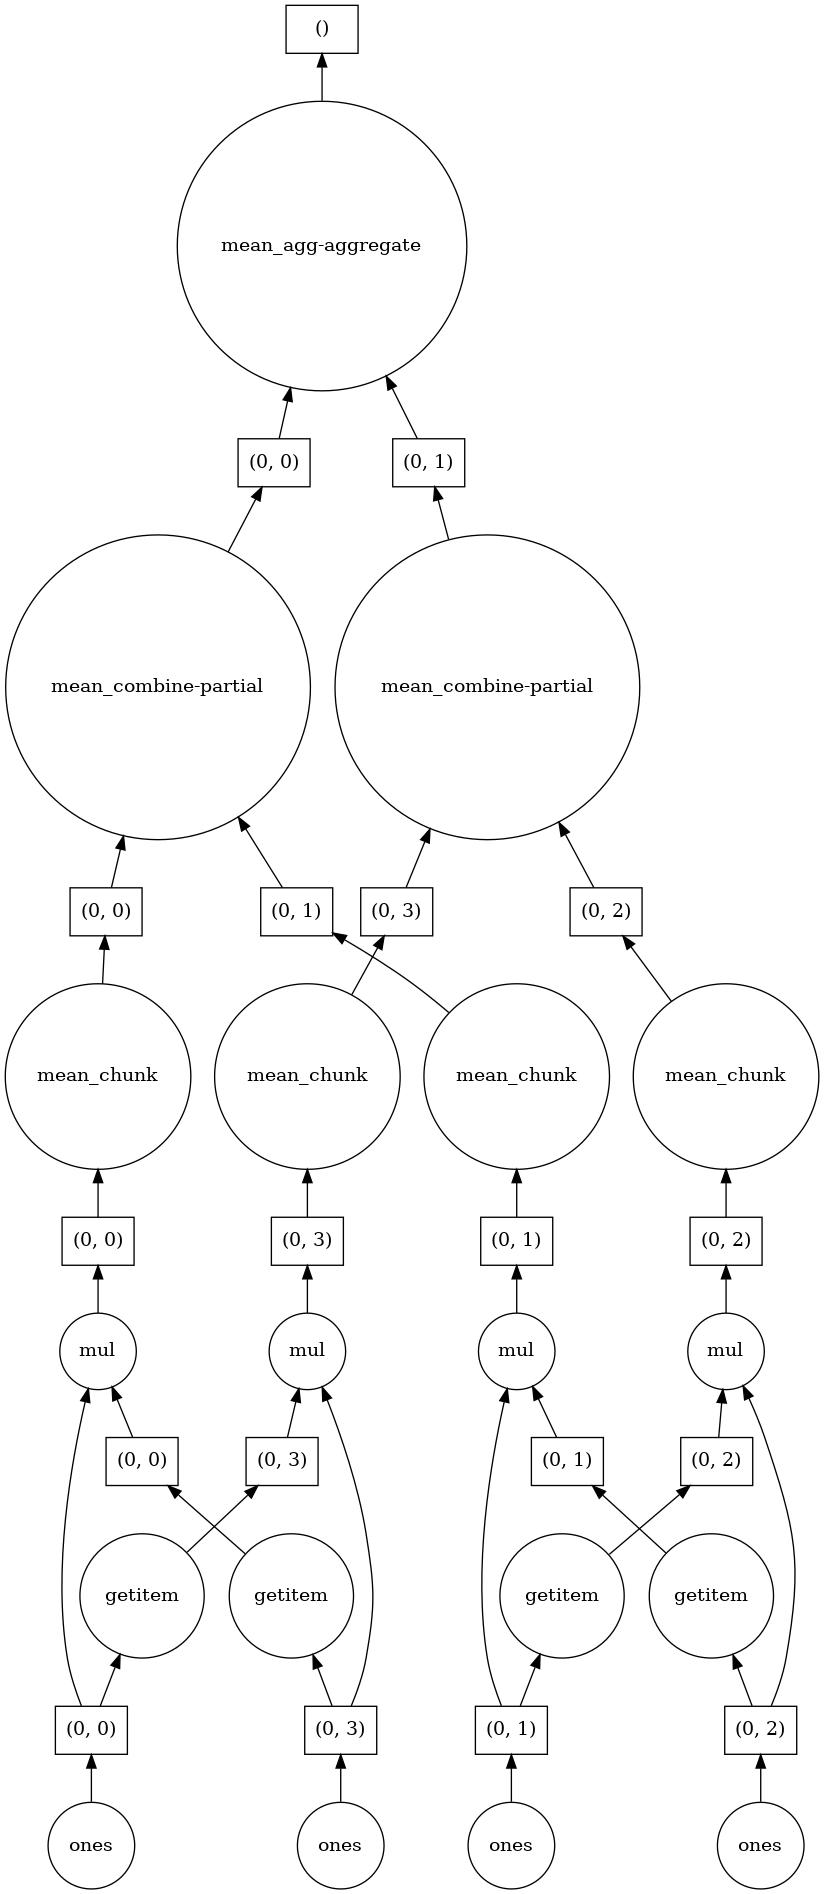 ()
mean_agg-aggregate
(0, 0)
(0, 1)
mean_combine-partial
mean_combine-partial
(0, 0)
(0, 1)
(0, 3)
(0, 2)
mean_chunk
mean_chunk
mean_chunk
mean_chunk
(0, 0)
(0, 3)
(0, 1)
(0, 2)
mul
mul
mul
mul
(0, 0)
(0, 3)
(0, 1)
(0, 2)
getitem
getitem
getitem
getitem
(0, 0)
(0, 3)
(0, 1)
(0, 2)
ones
ones
ones
ones